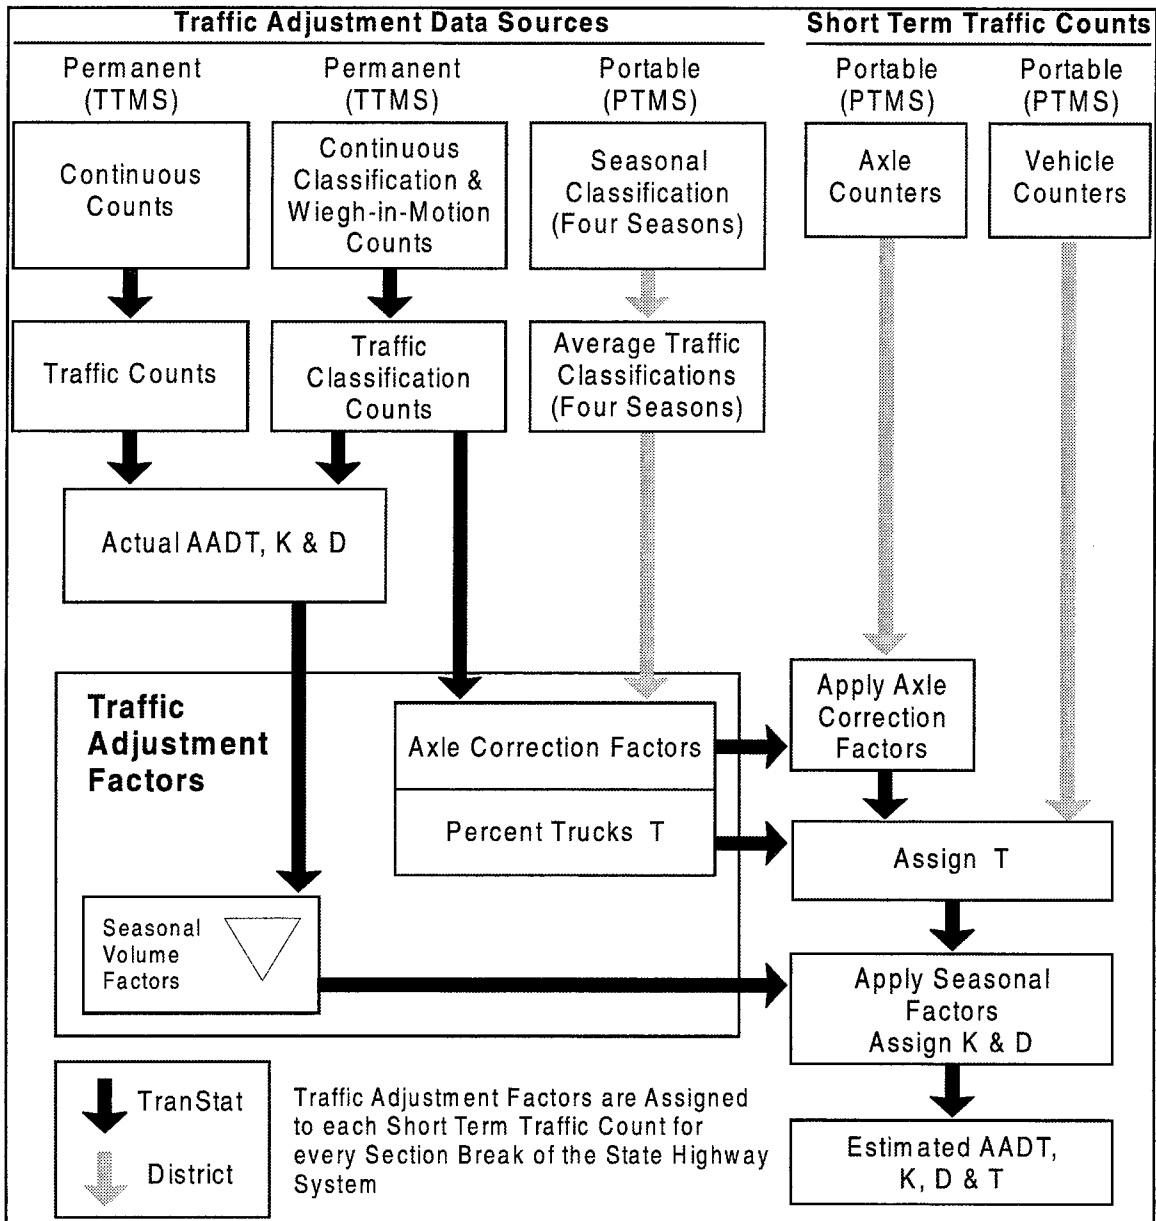 Traffic Adjustment Data Sources
Short Term Traffic Counts
Permanent
(TTMS)
Permanent
(TTMS)
Portable
(PTMS)
Portable
(PTMS)
Portable
(PTMS)
Continuous
Counts
Continuous
Classification &
Wiegh-in-Motion
Counts
Seasonal
Classification
(Four Seasons)
Axle
Counters
Vehicle
Counters
Traffic Counts
Traffic
Classification
Counts
Average Traffic
Classifications
(Four Seasons)
Actual AADT, K & D
Traffic
Adjustment
Factors
Axle Correction Factors
Percent Trucks T
Apply Axle
Correction
Factors
Assign T
Seasonal
Volume
Factors
Apply Seasonal
Factors
Assign K & D
TranStat
District
Traffic Adjustment Factors are Assigned
to each Short Term Traffic Count for
every Section Break of the State Highway
System
Estimated AADT,
K, D & T